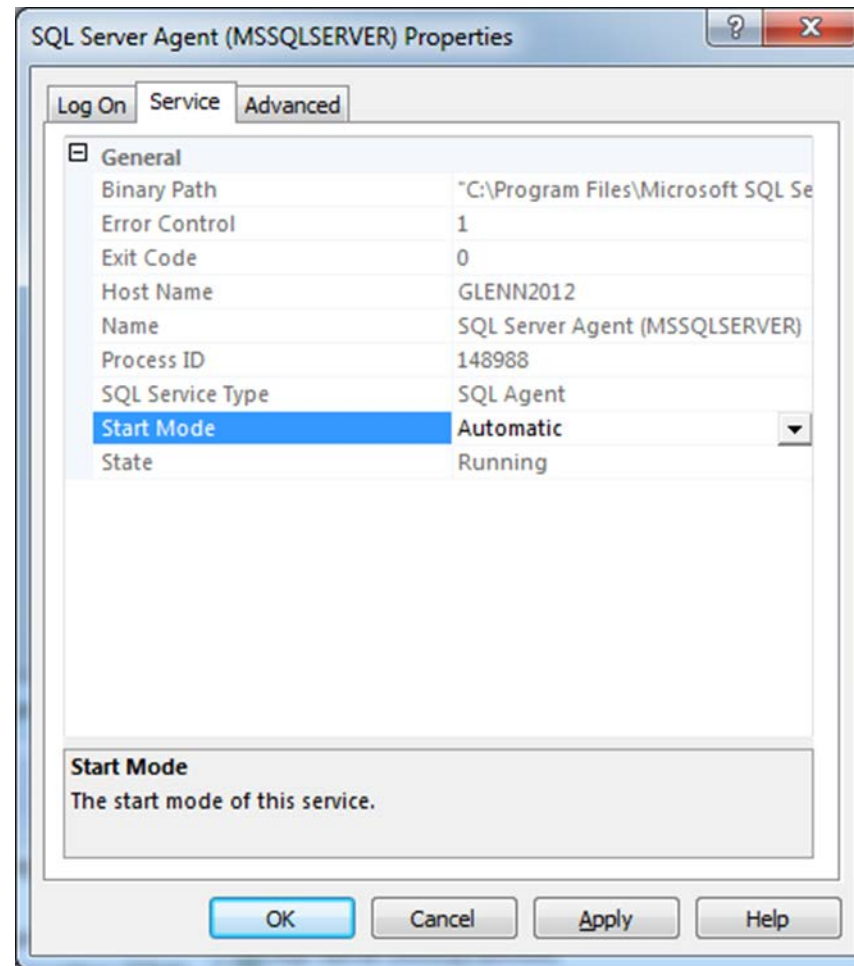 SQL Server Agent (MSSQLSERVER) Properties
Log On Service Advanced
General
Binary Path "C:\Program Files\Microsoft SQL Se
Error Control 1
Exit Code 0
Host Name GLENN2012
Name SQL Server Agent (MSSQLSERVER)
Process ID 148988
SQL Service Type SQL Agent
Start Mode Automatic
State Running
Start Mode
The start mode of this service.
OK Cancel Apply Help